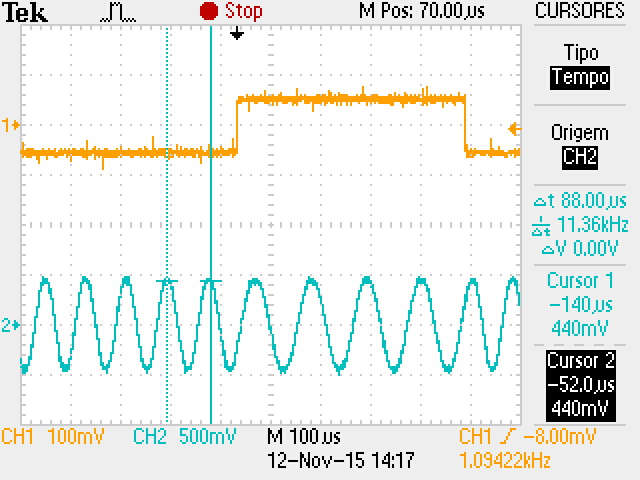 Tek Stop M Pos: 70.00µs CURSORES
Tipo
Tempo
1
Origem
CH2
Δt 88.00µs
1/Δt 11.36kHz
ΔV 0.00V
Cursor 1
-140µs
440mV
2
Cursor 2
-52.0µs
440mV
CH1 100mV CH2 500mV M 100µs CH1 -8.00mV
12-Nov-15 14:17 1.09422kHz